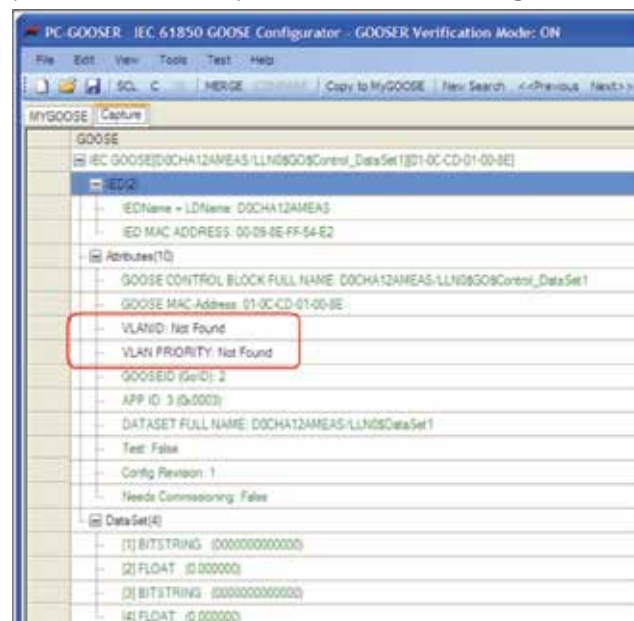 PC-GOOSER IEC 61850 GOOSE Configurator - GOOSER Verification Mode: ON
File Edit View Tools Test Help
SCL C MERGE Copy to MyGOOSE New Search <<Previous Next>>
MYGOOSE Capture
GOOSE
IEC GOOSE[D0CHA12AMEAS/LLN0$GO$Control_DataSet1][01-0C-CD-01-00-8E]
IED(2)
IEDName + LDName: D0CHA12AMEAS
IED MAC ADDRESS: 00-09-8E-FF-54-E2
Attributes(10)
GOOSE CONTROL BLOCK FULL NAME: D0CHA12AMEAS/LLN0$GO$Control_DataSet1
GOOSE MAC-Address: 01-0C-CD-01-00-8E
VLANID: Not Found
VLAN PRIORITY: Not Found
GOOSEID (GoID): 2
APP ID: 3 (0x0003)
DATASET FULL NAME: D0CHA12AMEAS/LLN0$DataSet1
Test: False
Config Revision: 1
Needs Commissioning: False
DataSet(4)
[1] BITSTRING (0000000000000)
[2] FLOAT (0.000000)
[3] BITSTRING (0000000000000)
[4] FLOAT (0.000000)